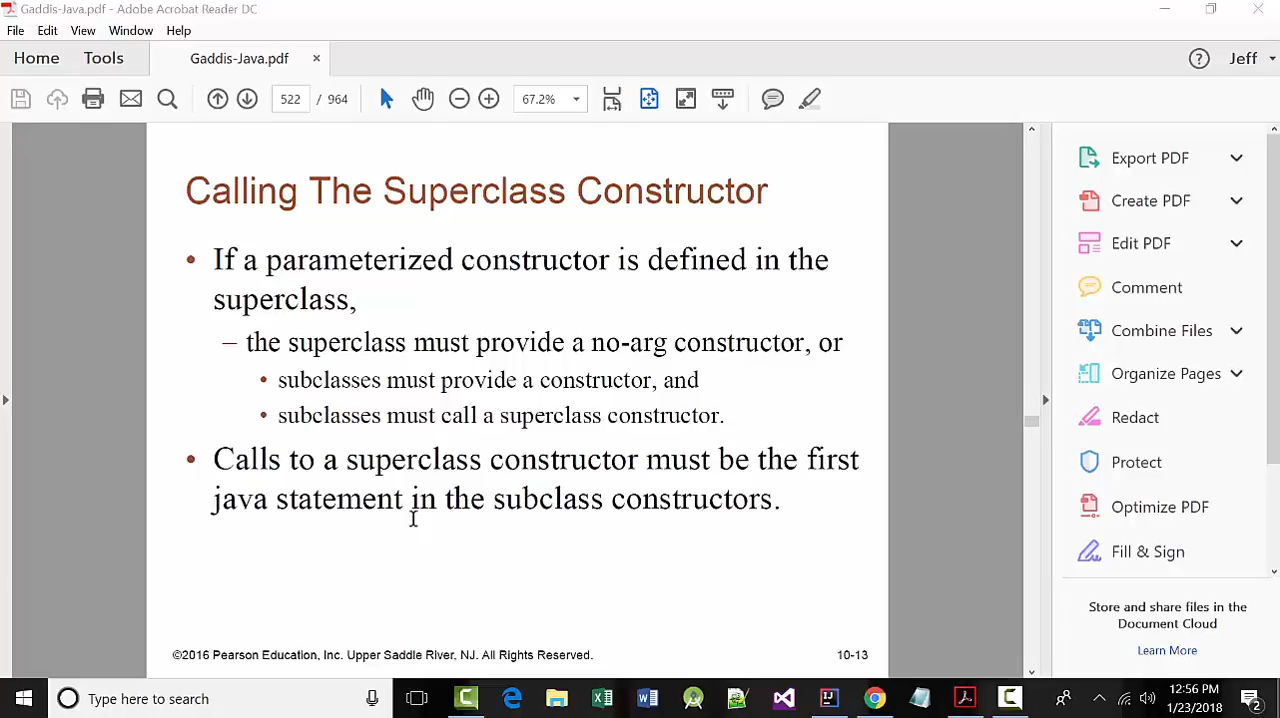 Gaddis-Java.pdf - Adobe Acrobat Reader DC
File Edit View Window Help
Home Tools Gaddis-Java.pdf × ? Jeff
522 / 964 67.2%
Calling The Superclass Constructor
• If a parameterized constructor is defined in the
superclass,
– the superclass must provide a no-arg constructor, or
• subclasses must provide a constructor, and
• subclasses must call a superclass constructor.
• Calls to a superclass constructor must be the first
java statement in the subclass constructors.
©2016 Pearson Education, Inc. Upper Saddle River, NJ. All Rights Reserved. 10-13
Export PDF
Create PDF
Edit PDF
Comment
Combine Files
Organize Pages
Redact
Protect
Optimize PDF
Fill & Sign
Store and share files in the
Document Cloud
Learn More
Type here to search
12:56 PM
1/23/2018
2